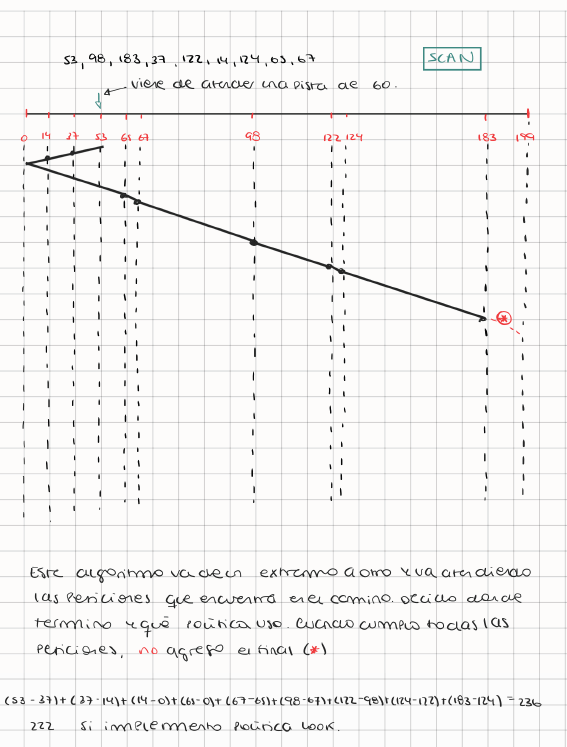 53, 98, 183, 37, 122, 14, 124, 65, 67
SCAN
viene de atender una pista de 60.
0 14 37 53 65 67 98 122 124 183 199
*
Este algoritmo va de un extremo a otro y va atendiendo
las peticiones que encuentra en el camino. Decido donde
termino y qué política uso. Cuando cumplo todas las
peticiones, no agrego el final (*)
(53-37)+(37-14)+(14-0)+(65-0)+(67-65)+(98-67)+(122-98)+(124-122)+(183-124) = 236
222 si implemento política look.